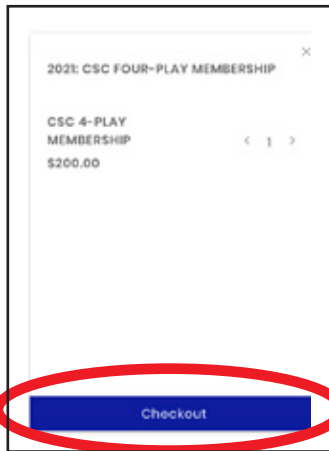 ×
2021: CSC FOUR-PLAY MEMBERSHIP
CSC 4-PLAY
MEMBERSHIP < 1 >
$200.00
Checkout